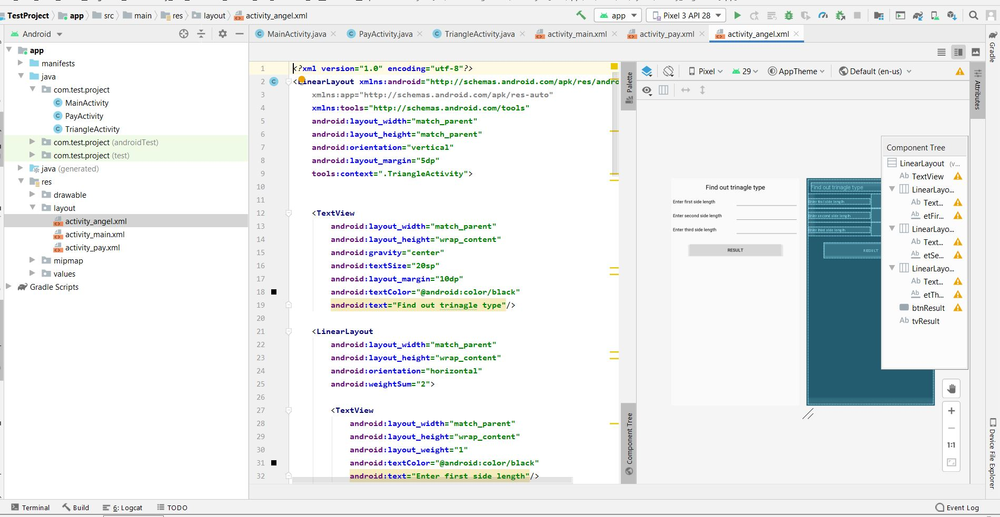 TestProject app src main res layout activity_angel.xml
app Pixel 3 API 28
Android
MainActivity.java PayActivity.java TriangleActivity.java activity_main.xml activity_pay.xml activity_angel.xml
app
manifests
java
com.test.project
MainActivity
PayActivity
TriangleActivity
com.test.project (androidTest)
com.test.project (test)
java (generated)
res
drawable
layout
activity_angel.xml
activity_main.xml
activity_pay.xml
mipmap
values
Gradle Scripts
1 <?xml version="1.0" encoding="utf-8"?>
2 <LinearLayout xmlns:android="http://schemas.android.com/apk/res/andro
3 xmlns:app="http://schemas.android.com/apk/res-auto"
4 xmlns:tools="http://schemas.android.com/tools"
5 android:layout_width="match_parent"
6 android:layout_height="match_parent"
7 android:orientation="vertical"
8 android:layout_margin="5dp"
9 tools:context=".TriangleActivity">
10
11
12 <TextView
13 android:layout_width="match_parent"
14 android:layout_height="wrap_content"
15 android:gravity="center"
16 android:textSize="20sp"
17 android:layout_margin="10dp"
18 android:textColor="@android:color/black"
19 android:text="Find out trinagle type"/>
20
21 <LinearLayout
22 android:layout_width="match_parent"
23 android:layout_height="wrap_content"
24 android:orientation="horizontal"
25 android:weightSum="2">
26
27 <TextView
28 android:layout_width="match_parent"
29 android:layout_height="wrap_content"
30 android:layout_weight="1"
31 android:textColor="@android:color/black"
32 android:text="Enter first side length"/>
Palette
Component Tree
Pixel 29 AppTheme Default (en-us)
Find out trinagle type
Enter first side length
Enter second side length
Enter third side length
RESULT
Find out trinagle type
Enter first side length
Enter second side length
Enter third side length
RESULT
Component Tree
LinearLayout (v...
Ab TextView
LinearLayo...
Ab Text...
Ab etFir...
LinearLayo...
Ab Text...
Ab etSe...
LinearLayo...
Ab Text...
Ab etTh...
btnResult
Ab tvResult
1:1
Gradle
Attributes
Device File Explorer
Terminal Build 6: Logcat TODO Event Log